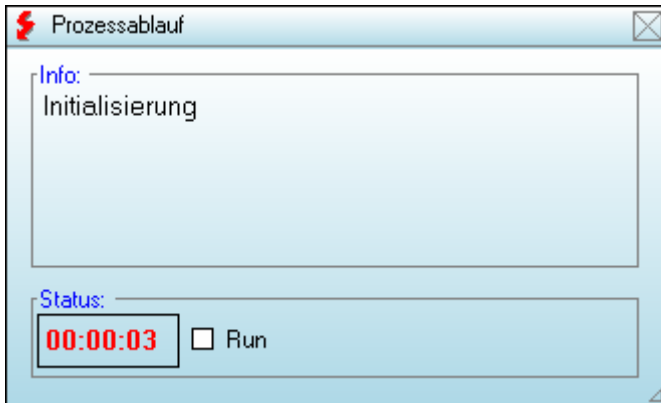 Prozessablauf
Info:
Initialisierung
Status:
00:00:03 Run